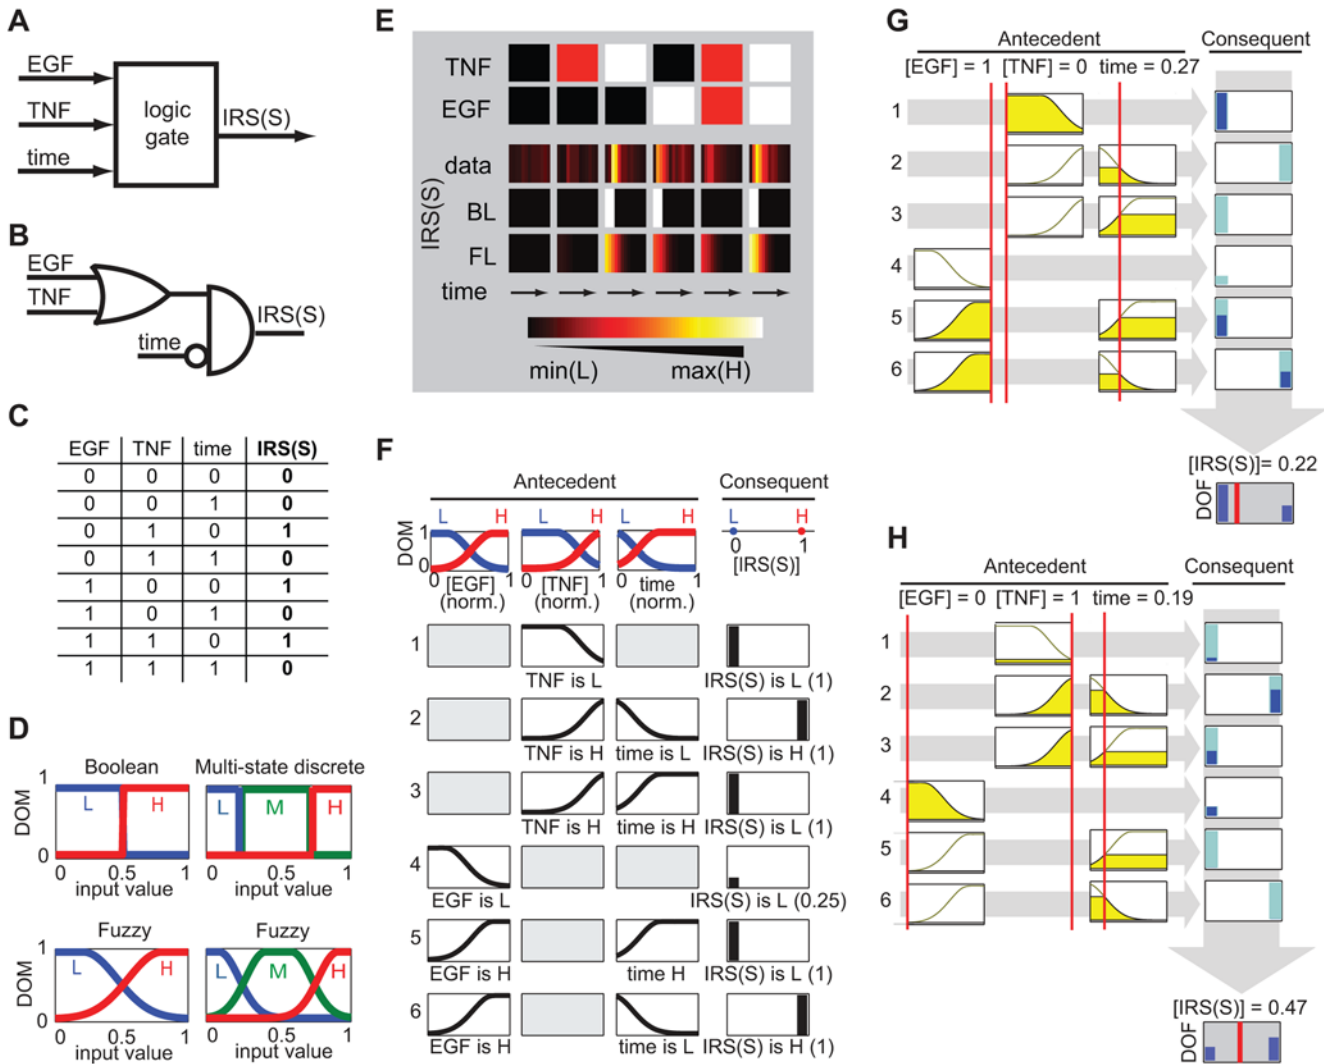 A
EGF
TNF
time
logic
gate
IRS(S)
B
EGF
TNF
time
IRS(S)
C
EGF TNF time IRS(S)
0 0 0 0
0 0 1 0
0 1 0 1
0 1 1 0
1 0 0 1
1 0 1 0
1 1 0 1
1 1 1 0
D
Boolean
Multi-state discrete
1
DOM
0
L H
L M H
0 0.5 1
input value
0 0.5 1
input value
Fuzzy
Fuzzy
1
DOM
0
L H
L M H
0 0.5 1
input value
0 0.5 1
input value
E
TNF
EGF
IRS(S)
data
BL
FL
time
min(L) max(H)
F
Antecedent
Consequent
L H L H L H L H
DOM
1
0
0 1
[EGF]
(norm.)
0 1
[TNF]
(norm.)
0 1
time
(norm.)
0 1
[IRS(S)]
1
TNF is L
IRS(S) is L (1)
2
TNF is H time is L IRS(S) is H (1)
3
TNF is H time is H IRS(S) is L (1)
4
EGF is L IRS(S) is L (0.25)
5
EGF is H time H IRS(S) is L (1)
6
EGF is H time is L IRS(S) is H (1)
G
Antecedent
Consequent
[EGF] = 1 [TNF] = 0 time = 0.27
1
2
3
4
5
6
[IRS(S)]= 0.22
DOF
H
Antecedent
Consequent
[EGF] = 0 [TNF] = 1 time = 0.19
1
2
3
4
5
6
[IRS(S)] = 0.47
DOF